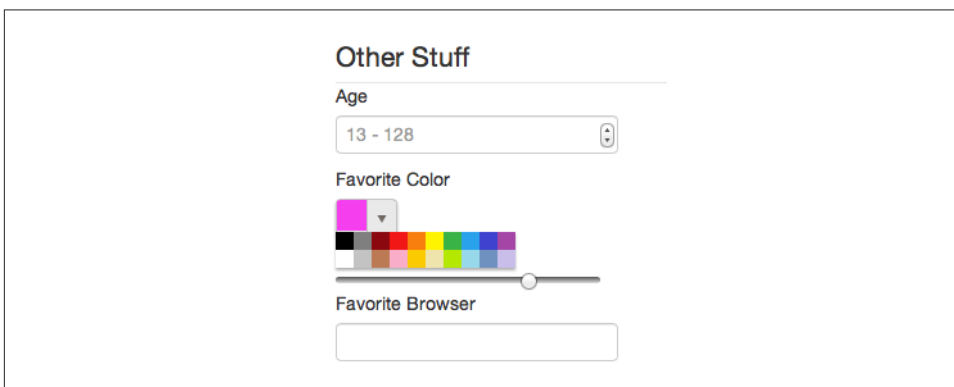 Other Stuff
Age
13 - 128
Favorite Color
Favorite Browser